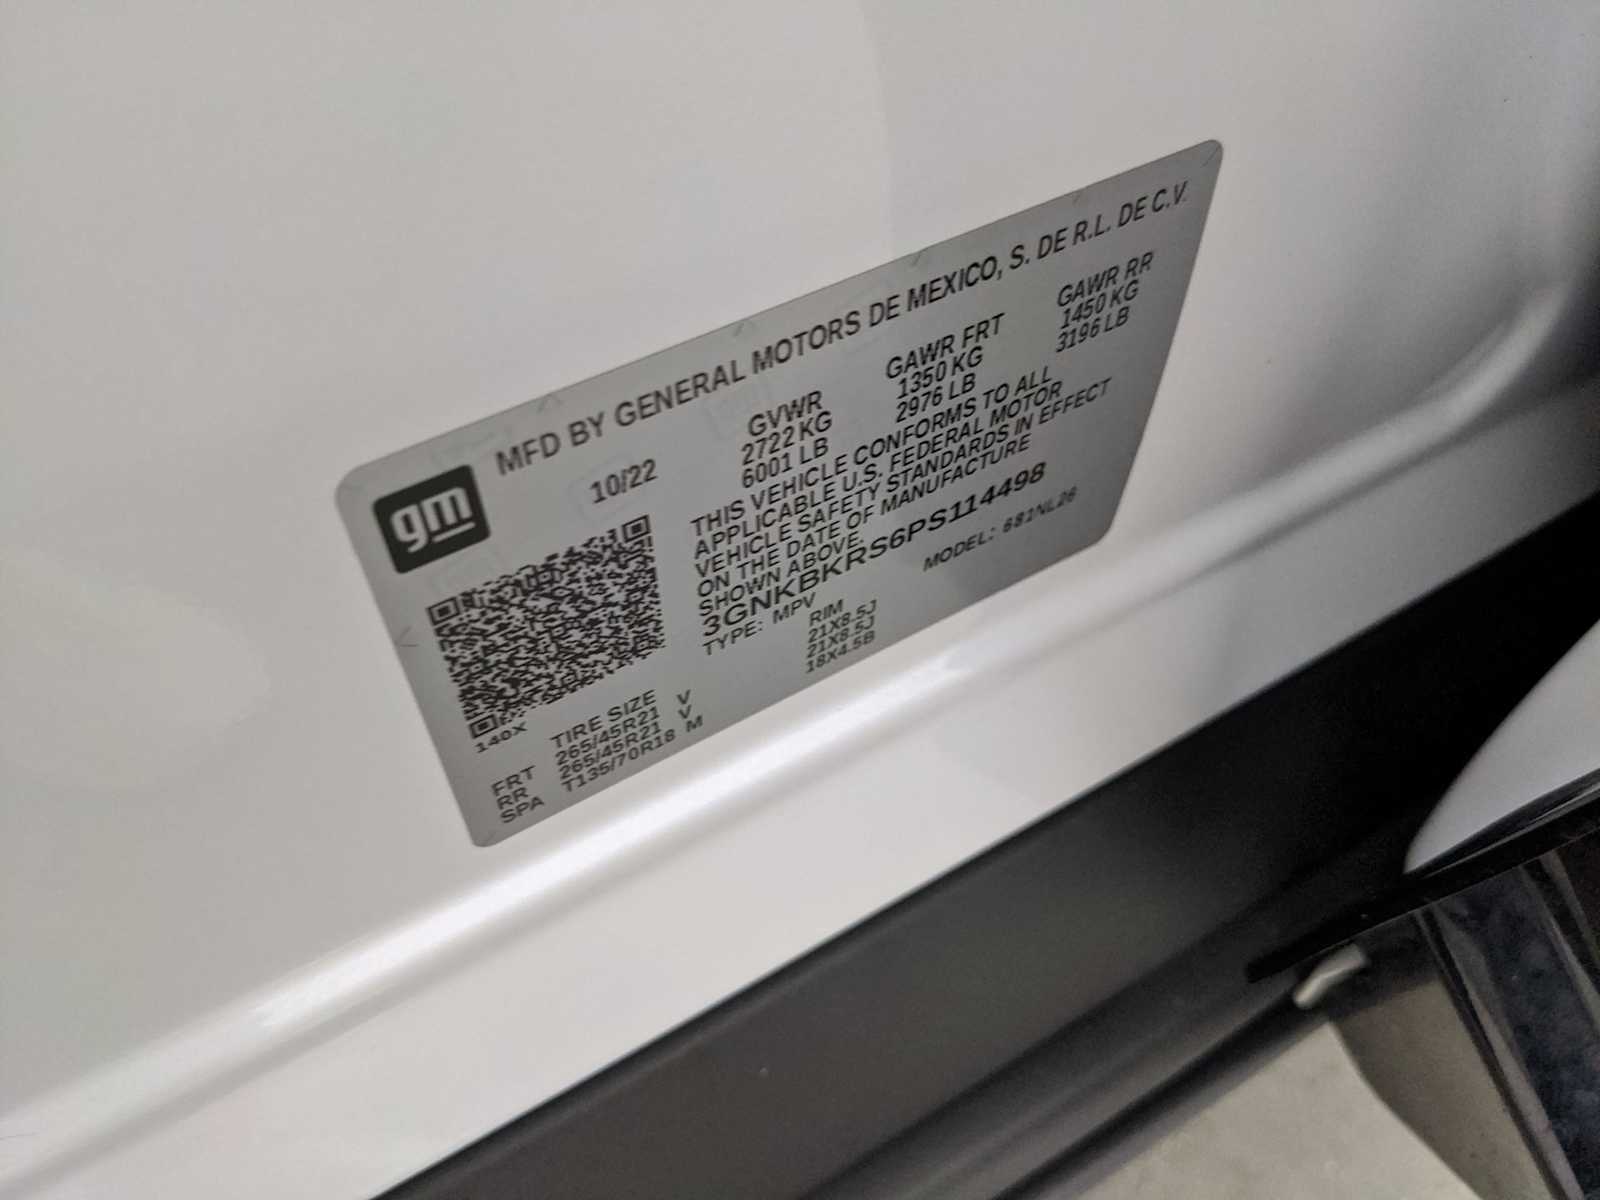 gm
MFD BY GENERAL MOTORS DE MEXICO, S. DE R.L. DE C.V.
10/22 GVWR GAWR FRT GAWR RR
2722 KG 1350 KG 1450 KG
6001 LB 2976 LB 3196 LB
THIS VEHICLE CONFORMS TO ALL
APPLICABLE U.S. FEDERAL MOTOR
VEHICLE SAFETY STANDARDS IN EFFECT
ON THE DATE OF MANUFACTURE
SHOWN ABOVE.
3GNKBKRS6PS114498
TYPE: MPV MODEL: 681NL26
140X
TIRE SIZE RIM
FRT 265/45R21 V 21X8.5J
RR 265/45R21 V 21X8.5J
SPA T135/70R18 M 18X4.5B